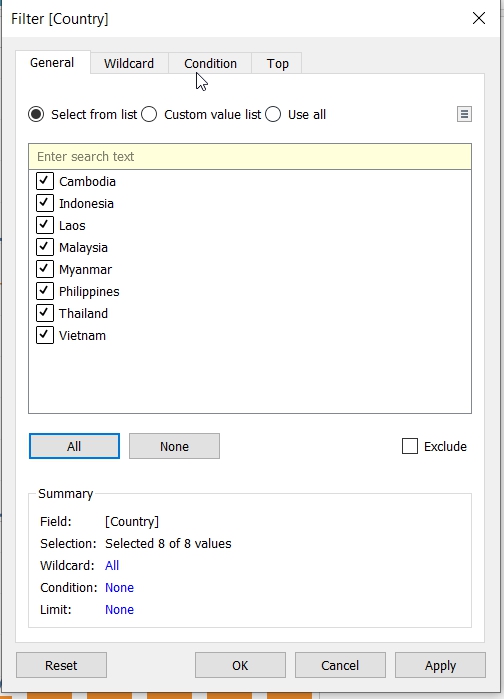 Filter [Country]
General Wildcard Condition Top
Select from list Custom value list Use all
Enter search text
Cambodia
Indonesia
Laos
Malaysia
Myanmar
Philippines
Thailand
Vietnam
All None Exclude
Summary
Field: [Country]
Selection: Selected 8 of 8 values
Wildcard: All
Condition: None
Limit: None
Reset OK Cancel Apply